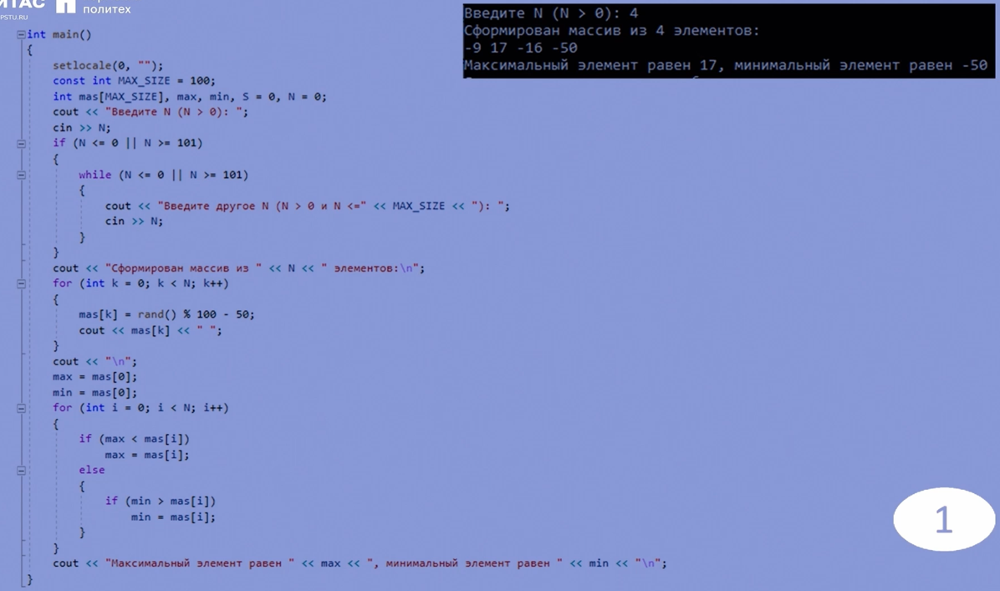 ИТАС
PSTU.RU
политех
Введите N (N > 0): 4
Сформирован массив из 4 элементов:
-9 17 -16 -50
Максимальный элемент равен 17, минимальный элемент равен -50
int main()
{
setlocale(0, "");
const int MAX_SIZE = 100;
int mas[MAX_SIZE], max, min, S = 0, N = 0;
cout << "Введите N (N > 0): ";
cin >> N;
if (N <= 0 || N >= 101)
{
while (N <= 0 || N >= 101)
{
cout << "Введите другое N (N > 0 и N <=" << MAX_SIZE << "): ";
cin >> N;
}
}
cout << "Сформирован массив из " << N << " элементов:\n";
for (int k = 0; k < N; k++)
{
mas[k] = rand() % 100 - 50;
cout << mas[k] << " ";
}
cout << "\n";
max = mas[0];
min = mas[0];
for (int i = 0; i < N; i++)
{
if (max < mas[i])
max = mas[i];
else
{
if (min > mas[i])
min = mas[i];
}
}
cout << "Максимальный элемент равен " << max << ", минимальный элемент равен " << min << "\n";
}
1